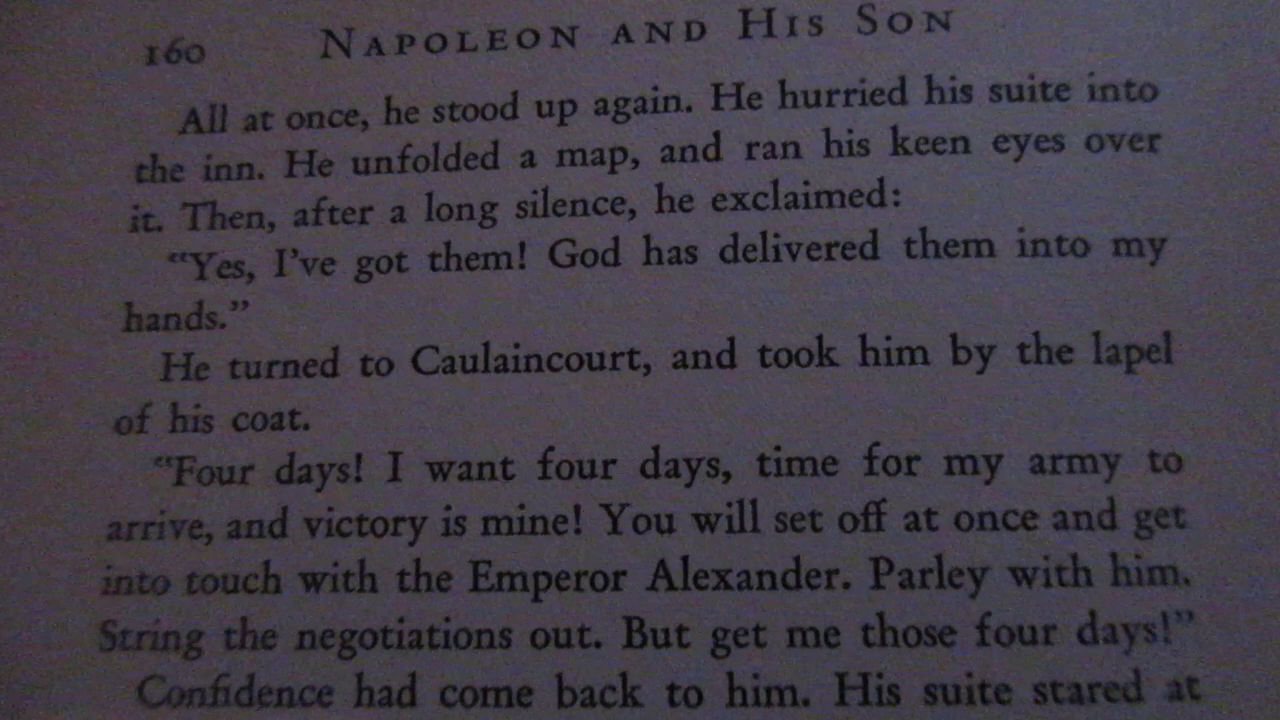 160 NAPOLEON AND HIS SON
All at once, he stood up again. He hurried his suite into
the inn. He unfolded a map, and ran his keen eyes over
it. Then, after a long silence, he exclaimed:
“Yes, I’ve got them! God has delivered them into my
hands.”
He turned to Caulaincourt, and took him by the lapel
of his coat.
“Four days! I want four days, time for my army to
arrive, and victory is mine! You will set off at once and get
into touch with the Emperor Alexander. Parley with him.
String the negotiations out. But get me those four days!”
Confidence had come back to him. His suite stared at